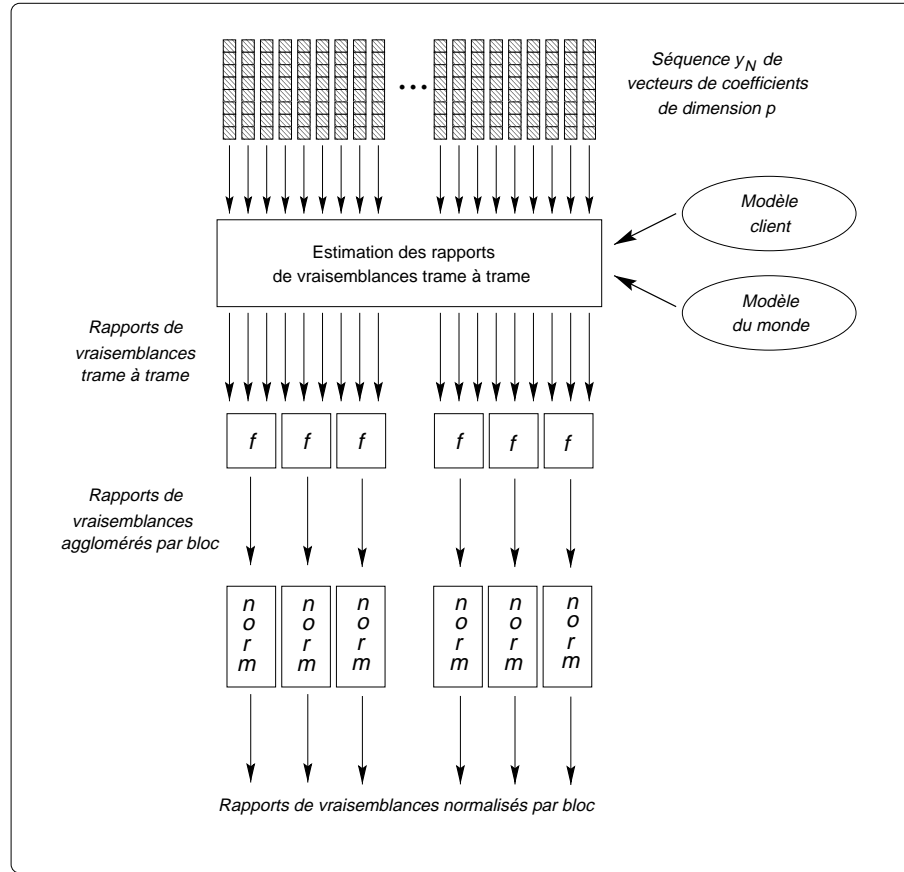 Séquence y_N de
vecteurs de coefficients
de dimension p
...
Modèle
client
Estimation des rapports
de vraisemblances trame à trame
Modèle
du monde
Rapports de
vraisemblances
trame à trame
f f f f f f
Rapports de
vraisemblances
agglomérés par bloc
norm norm norm norm norm norm
Rapports de vraisemblances normalisés par bloc